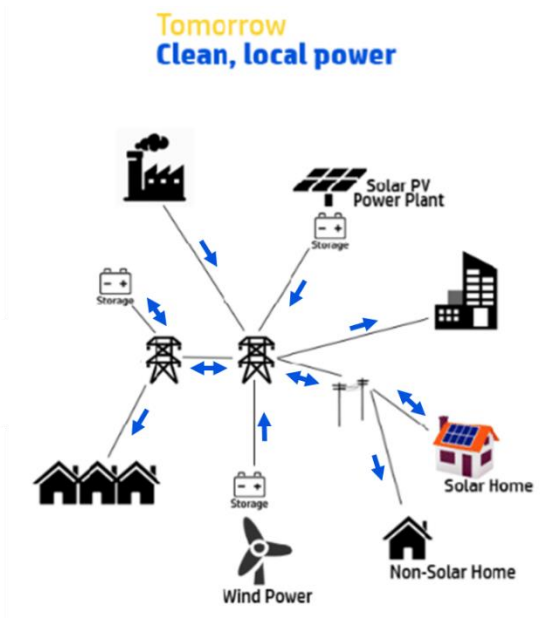 Tomorrow
Clean, local power
Solar PV
Power Plant
Storage
Storage
Storage
Solar Home
Non-Solar Home
Wind Power